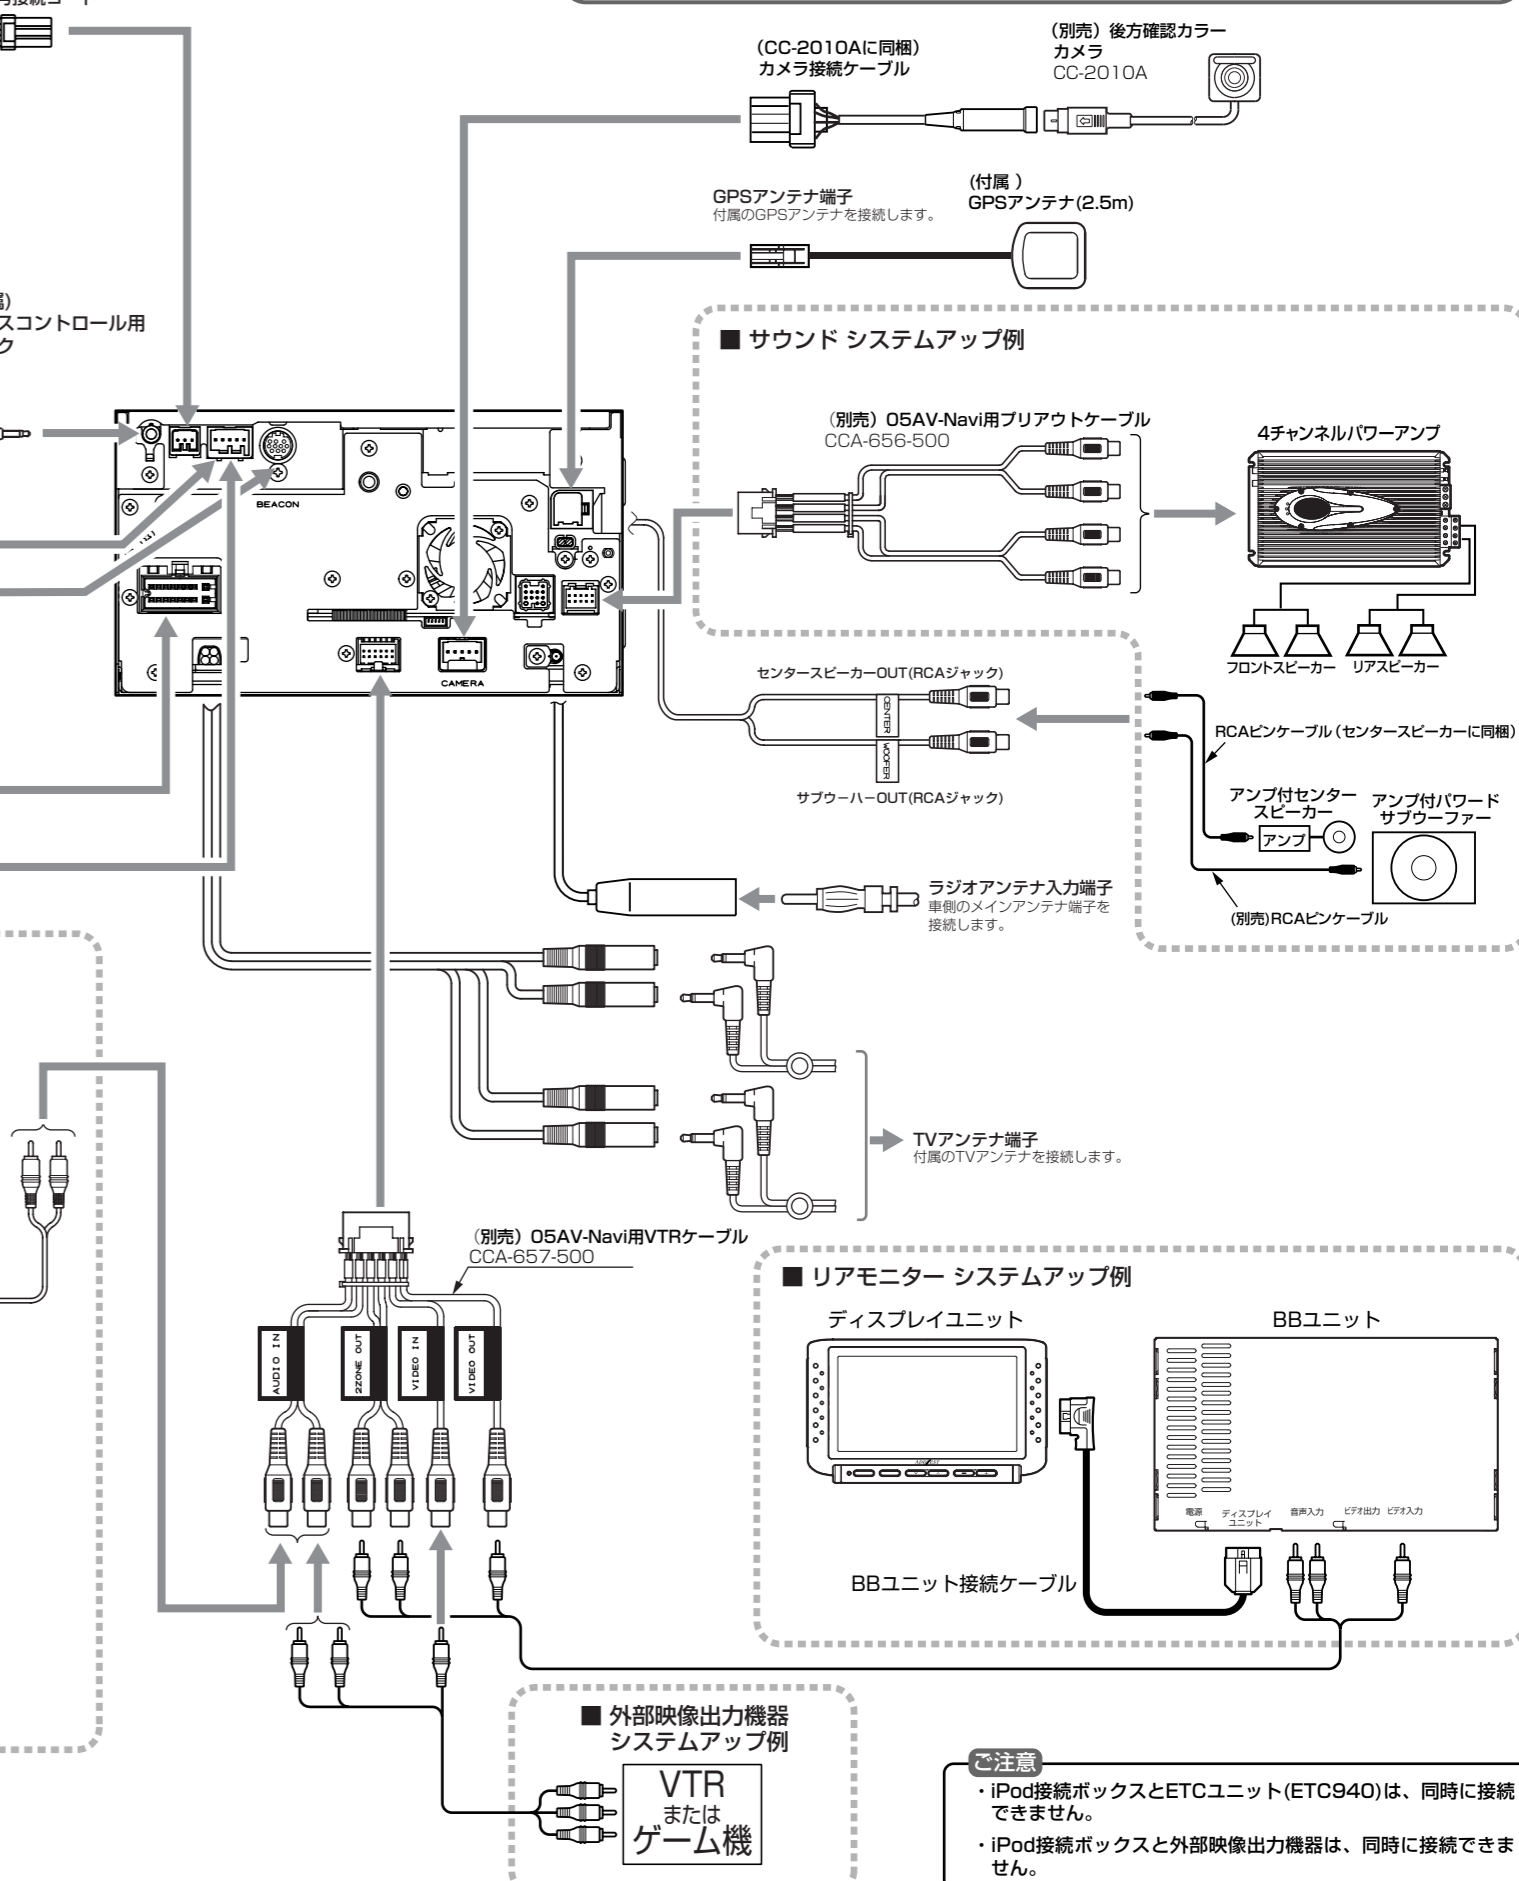 (別売)後方確認カラー
カメラ
CC-2010A
(CC-2010Aに同梱)
カメラ接続ケーブル
(付属 )
GPSアンテナ(2.5m)
GPSアンテナ端子
付属のGPSアンテナを接続します。
スコントロール用
ク
■ サウンド システムアップ例
(別売)05AV-Navi用プリアウトケーブル
CCA-656-500
4チャンネルパワーアンプ
フロントスピーカー
リアスピーカー
BEACON
CAMERA
センタースピーカーOUT(RCAジャック)
CENTER
WOOFER
サブウーハーOUT(RCAジャック)
RCAピンケーブル(センタースピーカーに同梱)
アンプ付センター
スピーカー
アンプ
アンプ付パワード
サブウーファー
(別売)RCAピンケーブル
ラジオアンテナ入力端子
車側のメインアンテナ端子を
接続します。
TVアンテナ端子
付属のTVアンテナを接続します。
(別売)05AV-Navi用VTRケーブル
CCA-657-500
AUDIO IN
2ZONE OUT
VIDEO IN
VIDEO OUT
■ リアモニター システムアップ例
ディスプレイユニット
BBユニット
電源
ディスプレイ
ユニット
音声入力
ビデオ出力
ビデオ入力
BBユニット接続ケーブル
■ 外部映像出力機器
システムアップ例
VTR
または
ゲーム機
ご注意
・iPod接続ボックスとETCユニット(ETC940)は、同時に接続
できません。
・iPod接続ボックスと外部映像出力機器は、同時に接続できま
せん。